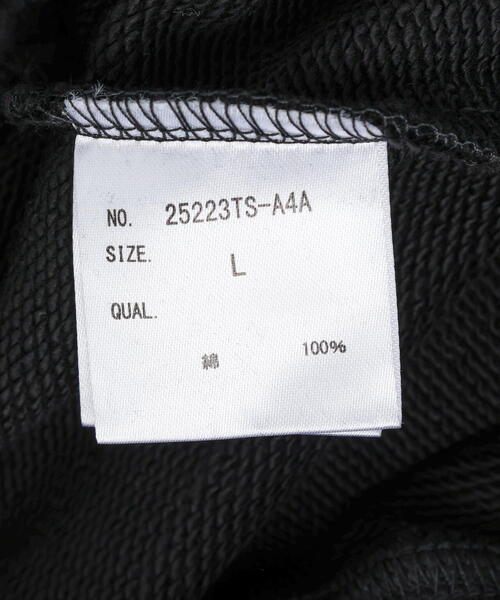 NO. 25223TS-A4A
SIZE.
L
QUAL.
綿 100%